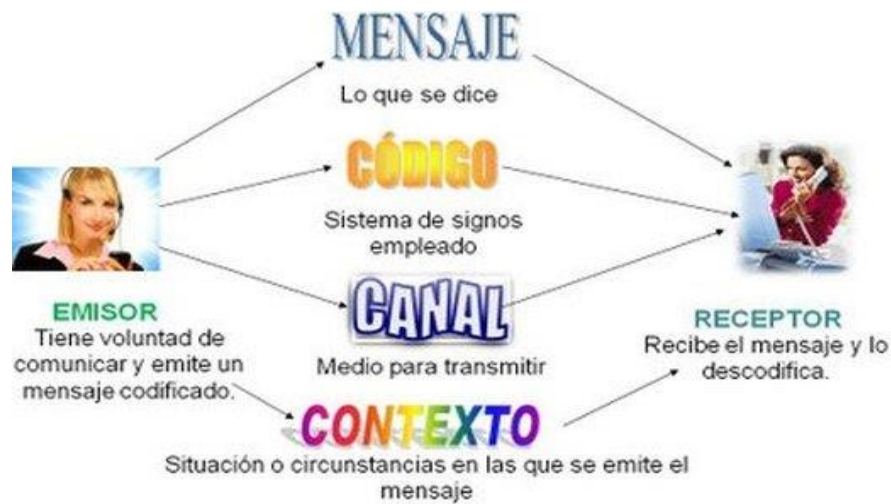 MENSAJE
Lo que se dice
CÓDIGO
Sistema de signos
empleado
CANAL
Medio para transmitir
EMISOR
Tiene voluntad de
comunicar y emite un
mensaje codificado.
RECEPTOR
Recibe el mensaje y lo
descodifica.
CONTEXTO
Situación o circunstancias en las que se emite el
mensaje